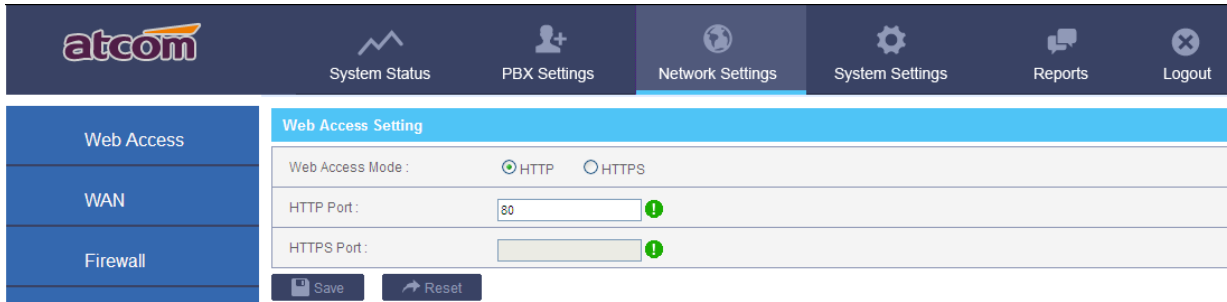 atcom
System Status
PBX Settings
Network Settings
System Settings
Reports
Logout
Web Access
WAN
Firewall
Web Access Setting
Web Access Mode :
HTTP
HTTPS
HTTP Port :
80
HTTPS Port :
Save
Reset